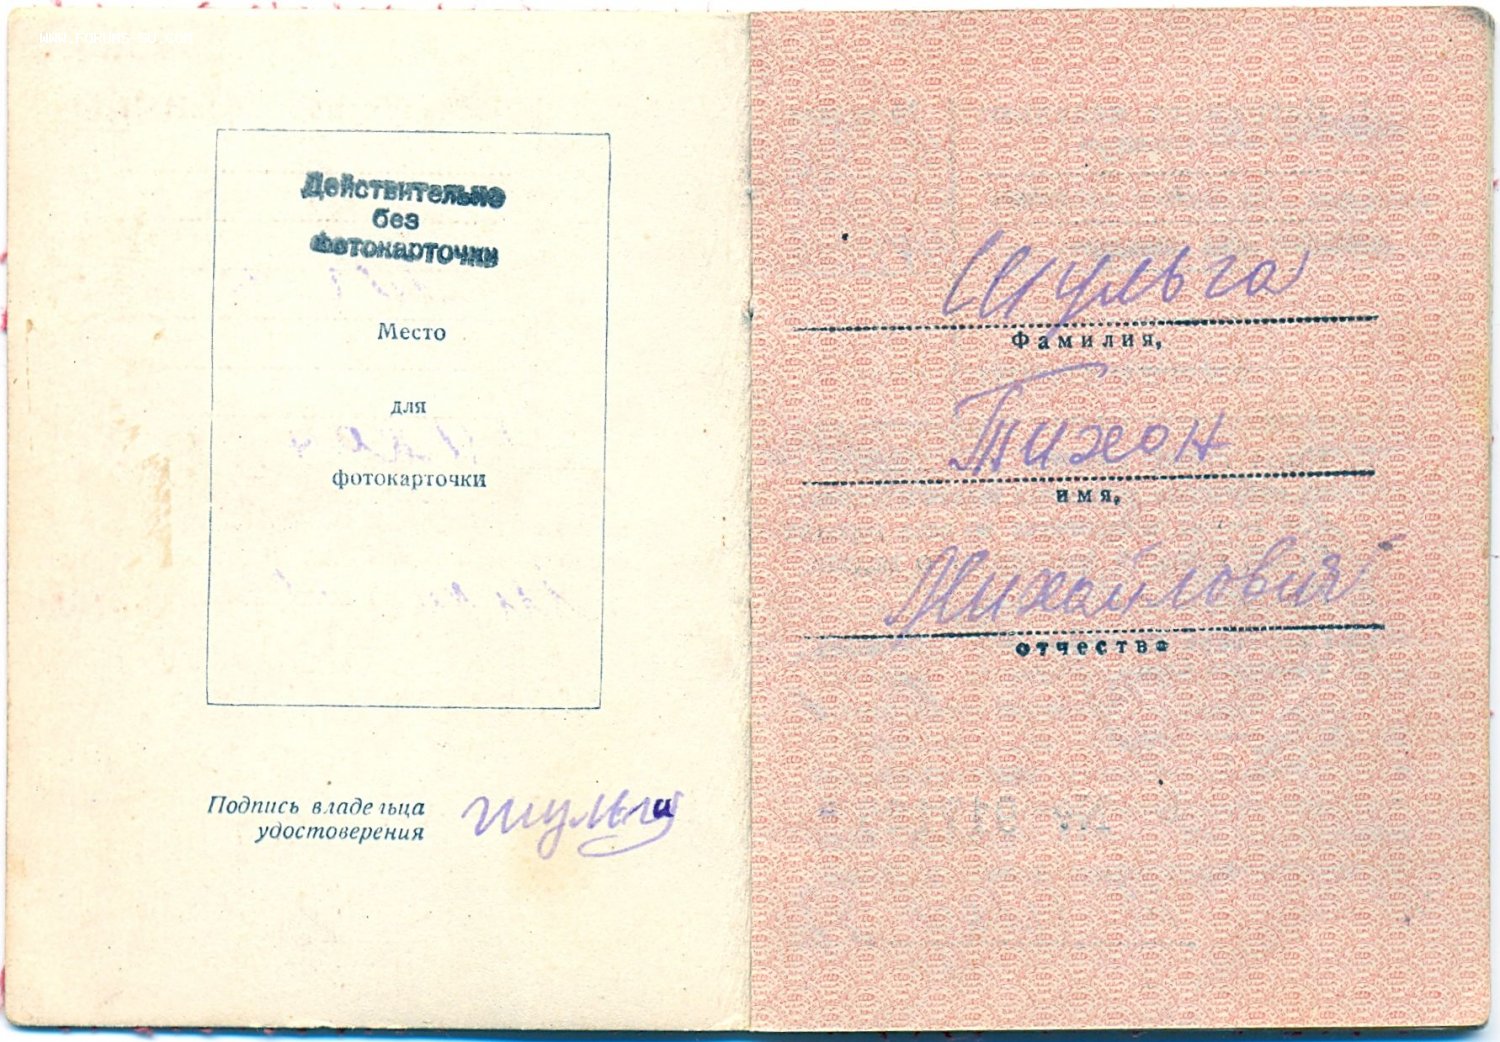 Действительно
без
фотокарточки
Место
для
фотокарточки
Подпись владельца
удостоверения
Шульга
Шульга
Фамилия,
Тихон
имя,
Михайлович
отчество